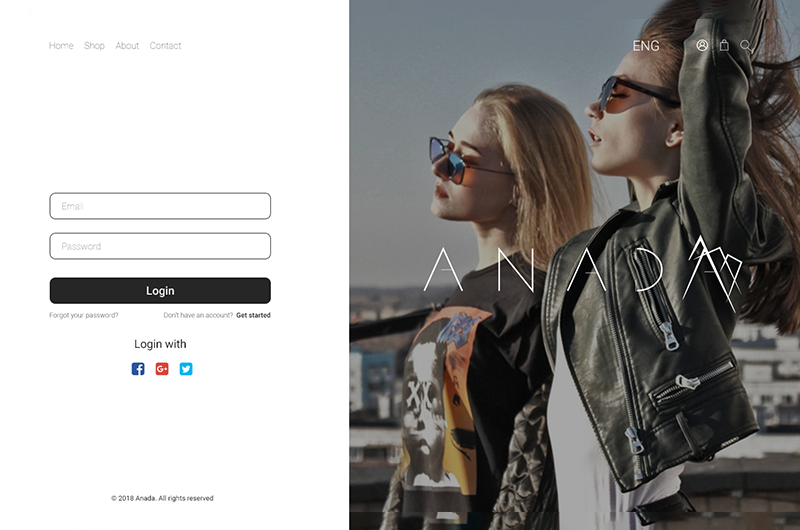 Home Shop About Contact
ENG
Email
Password
Login
Forgot your password? Don't have an account? Get started
Login with
ANADA
© 2018 Anada. All rights reserved